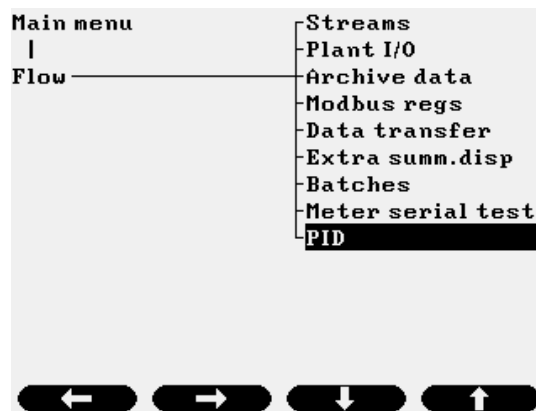 Main menu
Flow
Streams
Plant I/O
Archive data
Modbus regs
Data transfer
Extra summ.disp
Batches
Meter serial test
PID